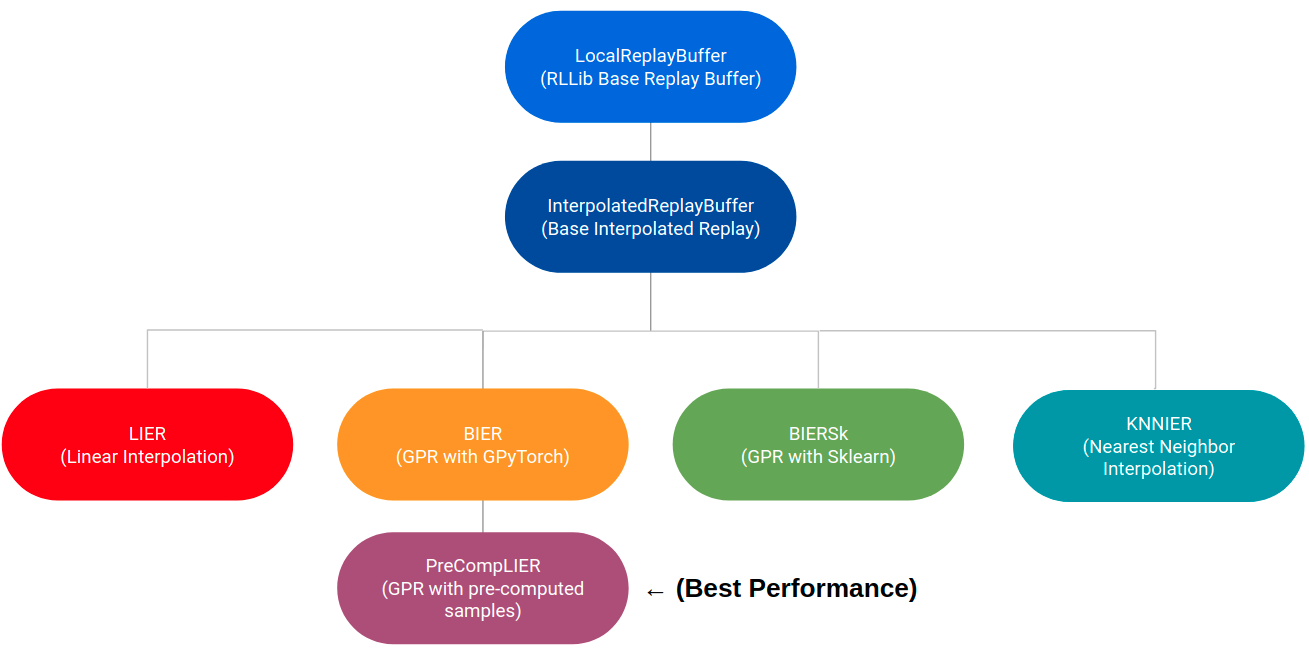 LocalReplayBuffer
(RLLib Base Replay Buffer)
InterpolatedReplayBuffer
(Base Interpolated Replay)
LIER
(Linear Interpolation)
BIER
(GPR with GPyTorch)
BIERSk
(GPR with Sklearn)
KNNIER
(Nearest Neighbor
Interpolation)
PreCompLIER
(GPR with pre-computed
samples)
← (Best Performance)